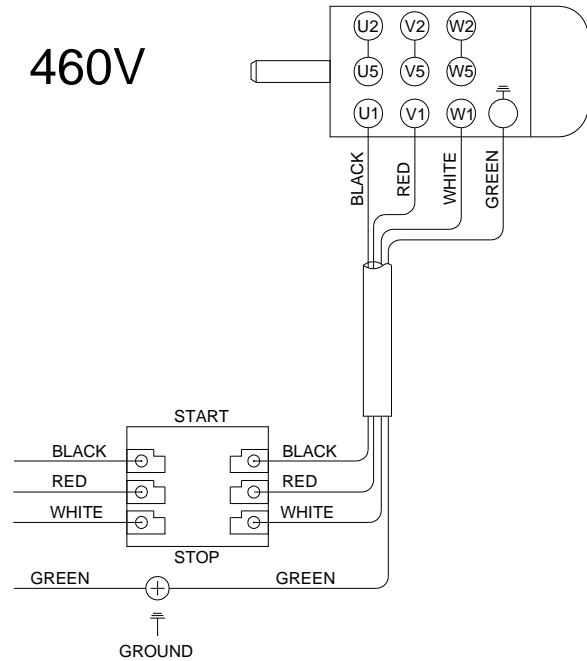 460V
U2 V2 W2
U5 V5 W5
U1 V1 W1
BLACK RED WHITE GREEN
START
BLACK BLACK
RED RED
WHITE WHITE
STOP
GREEN GREEN
GROUND